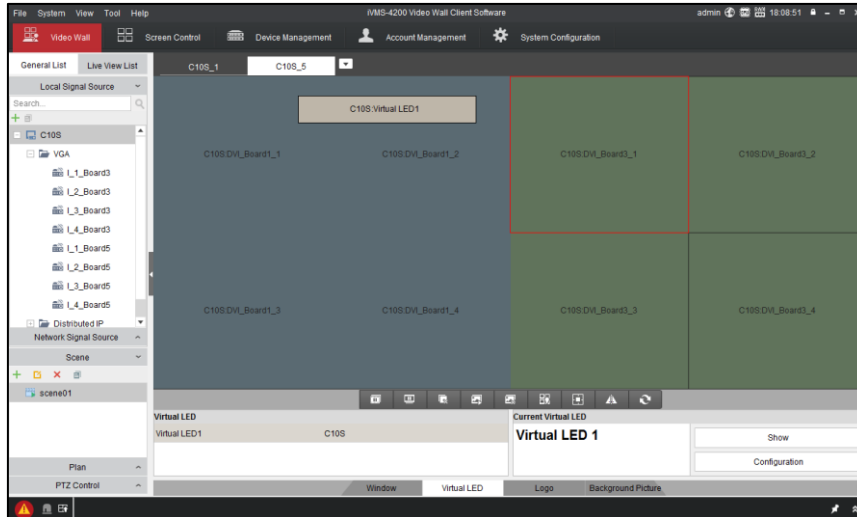 File System View Tool Help iVMS-4200 Video Wall Client Software admin 18:08:51
Video Wall Screen Control Device Management Account Management System Configuration
General List Live View List C10S_1 C10S_5
Local Signal Source
Search...
C10S
VGA
I_1_Board3
I_2_Board3
I_3_Board3
I_4_Board3
I_1_Board5
I_2_Board5
I_3_Board5
I_4_Board5
Distributed IP
Network Signal Source
Scene
scene01
Plan
PTZ Control
C10S:Virtual LED1
C10S:DVI_Board1_1 C10S:DVI_Board1_2 C10S:DVI_Board3_1 C10S:DVI_Board3_2
C10S:DVI_Board1_3 C10S:DVI_Board1_4 C10S:DVI_Board3_3 C10S:DVI_Board3_4
Virtual LED
Virtual LED1 C10S
Current Virtual LED
Virtual LED 1
Show
Configuration
Window Virtual LED Logo Background Picture